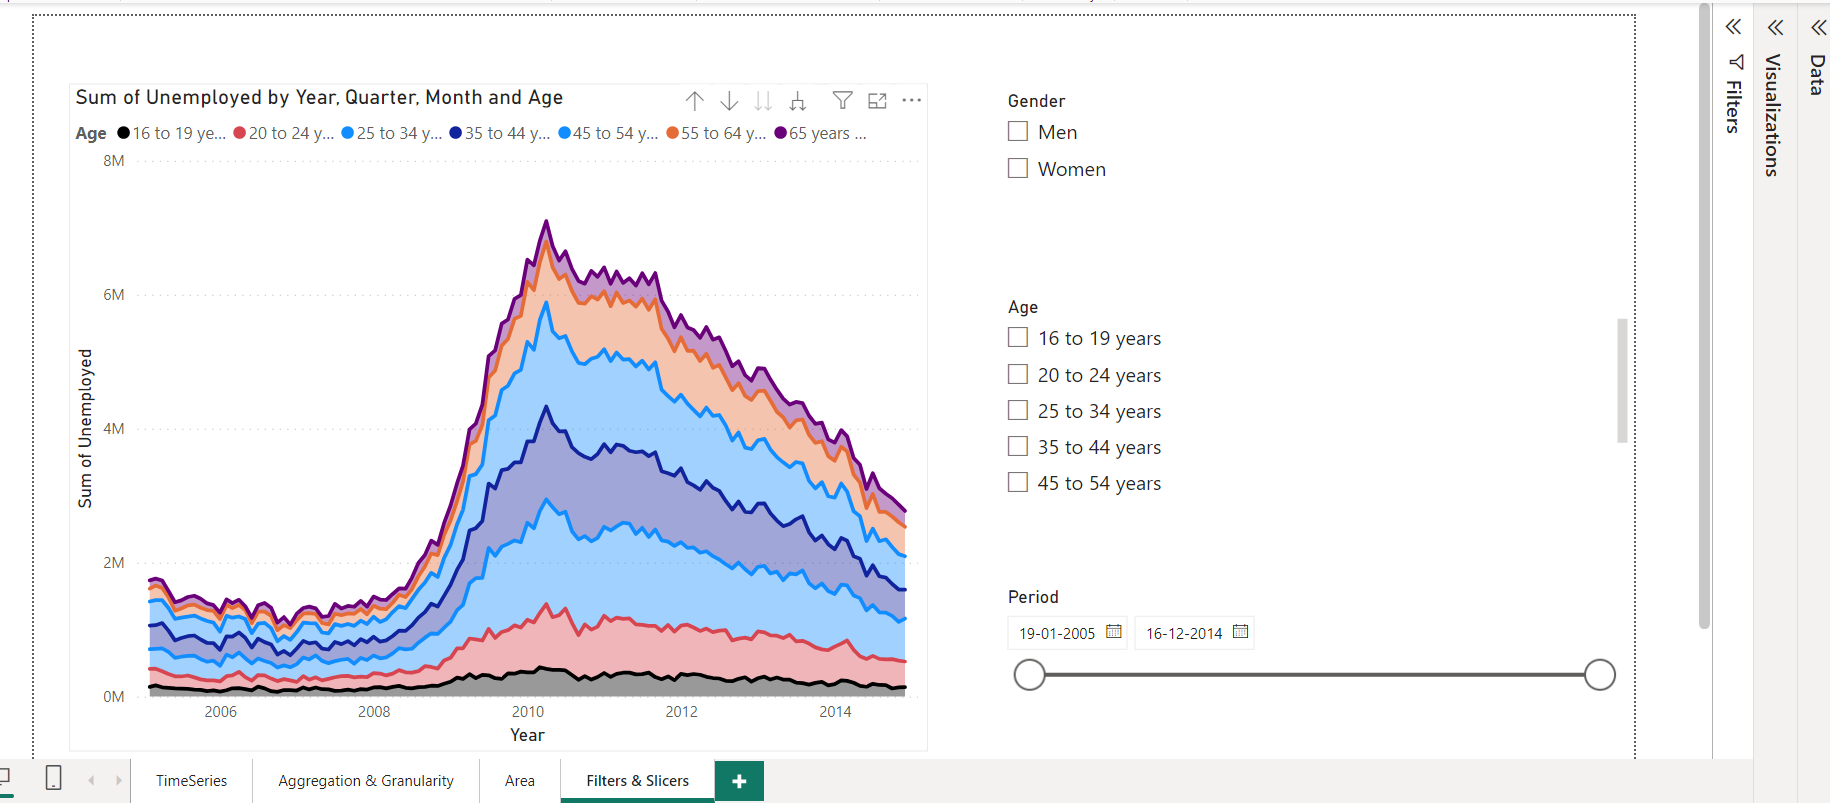 Sum of Unemployed by Year, Quarter, Month and Age
Age 16 to 19 ye... 20 to 24 y... 25 to 34 y... 35 to 44 y... 45 to 54 y... 55 to 64 y... 65 years ...
8M
6M
4M
2M
0M
Sum of Unemployed
2006 2008 2010 2012 2014
Year
Gender
Men
Women
Age
16 to 19 years
20 to 24 years
25 to 34 years
35 to 44 years
45 to 54 years
Period
19-01-2005 16-12-2014
Filters
Visualizations
Data
TimeSeries Aggregation & Granularity Area Filters & Slicers